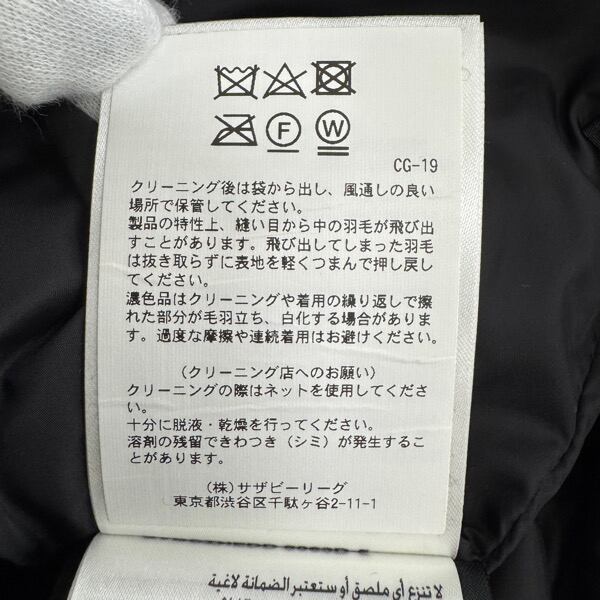 F W
CG-19
クリーニング後は袋から出し、風通しの良い
場所で保管してください。
製品の特性上、縫い目から中の羽毛が飛び出
すことがあります。飛び出してしまった羽毛
は抜き取らずに表地を軽くつまんで押し戻し
てください。
濃色品はクリーニングや着用の繰り返しで擦
れた部分が毛羽立ち、白化する場合がありま
す。過度な摩擦や連続着用はお避けください。
(クリーニング店へのお願い)
クリーニングの際はネットを使用してくださ
い。
十分に脱液・乾燥を行ってください。
溶剤の残留できわつき(シミ)が発生するこ
とがあります。
(株)サザビーリーグ
東京都渋谷区千駄ヶ谷2-11-1
لا تنزع أي ملصق أو ستعتبر الضمانة لاغية